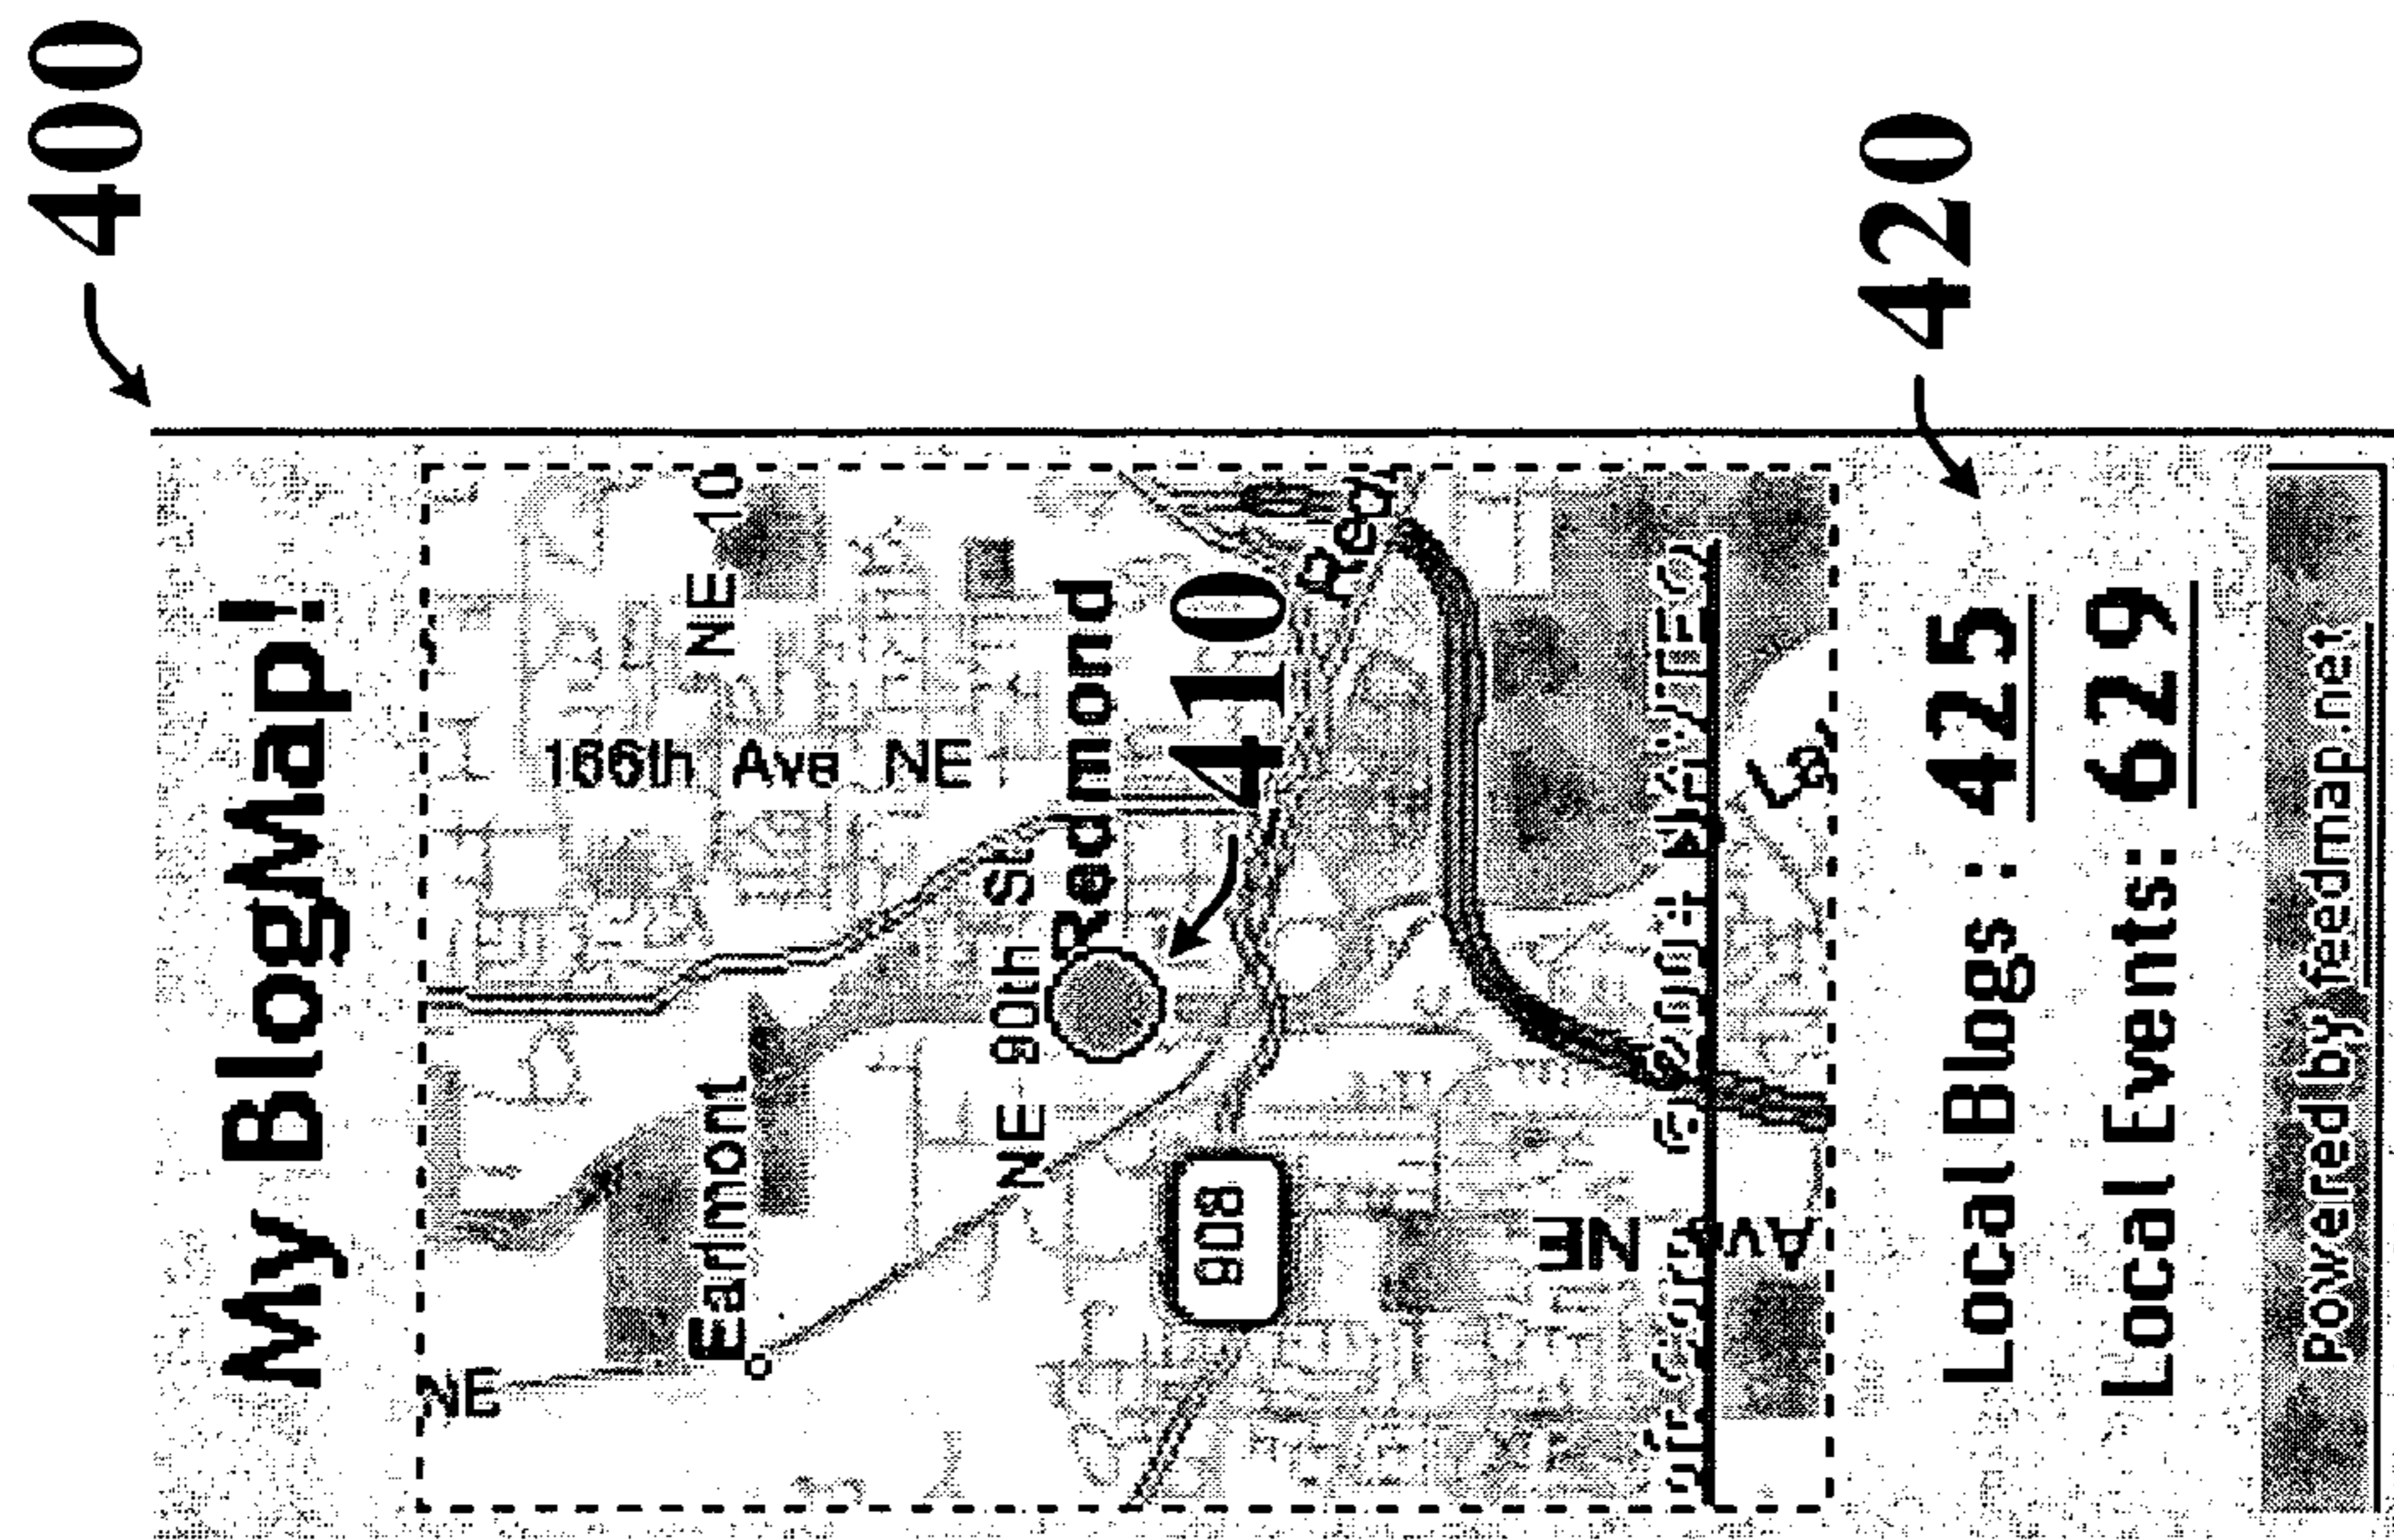 400
My BlogMap!
NE
NE 10
Earlmont
166th Ave NE
NE 90th St
Redmond
410
908
NE
Ave
420
Local Blogs : 425
Local Events: 629
Powered by feedmap.net